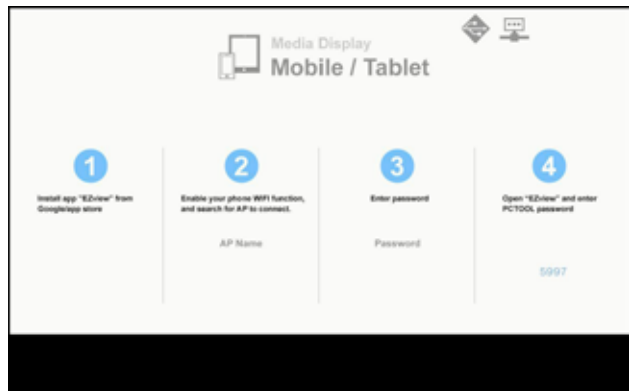 Media Display
Mobile / Tablet
1
Install app "EZview" from
Google/app store
2
Enable your phone WIFI function,
and search for AP to connect.
AP Name
3
Enter password
Password
4
Open "EZview" and enter
PCTOOL password
5997